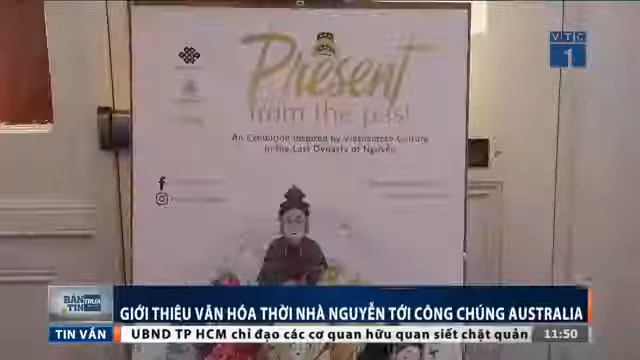 VTC
1
Present
from the past
An Exhibition Inspired by Vietnamese Culture
in the Last Dynasty of Nguyễn
BẢN TIN TRƯA
GIỚI THIỆU VĂN HÓA THỜI NHÀ NGUYỄN TỚI CÔNG CHÚNG AUSTRALIA
TIN VẮN
UBND TP HCM chỉ đạo các cơ quan hữu quan siết chặt quản
11:50